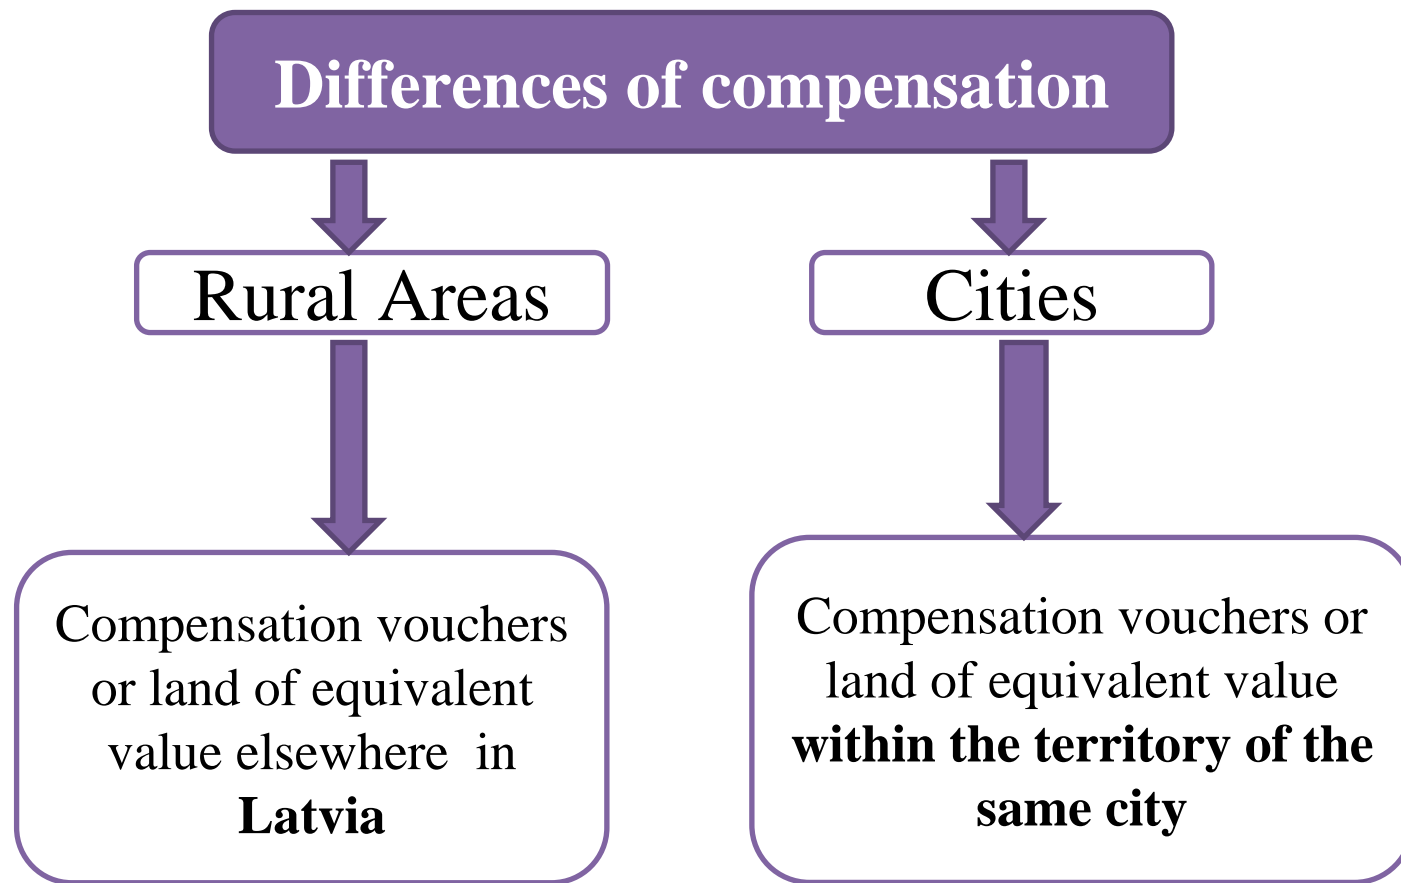 Differences of compensation
Rural Areas
Cities
Compensation vouchers
or land of equivalent
value elsewhere in
Latvia
Compensation vouchers or
land of equivalent value
within the territory of the
same city